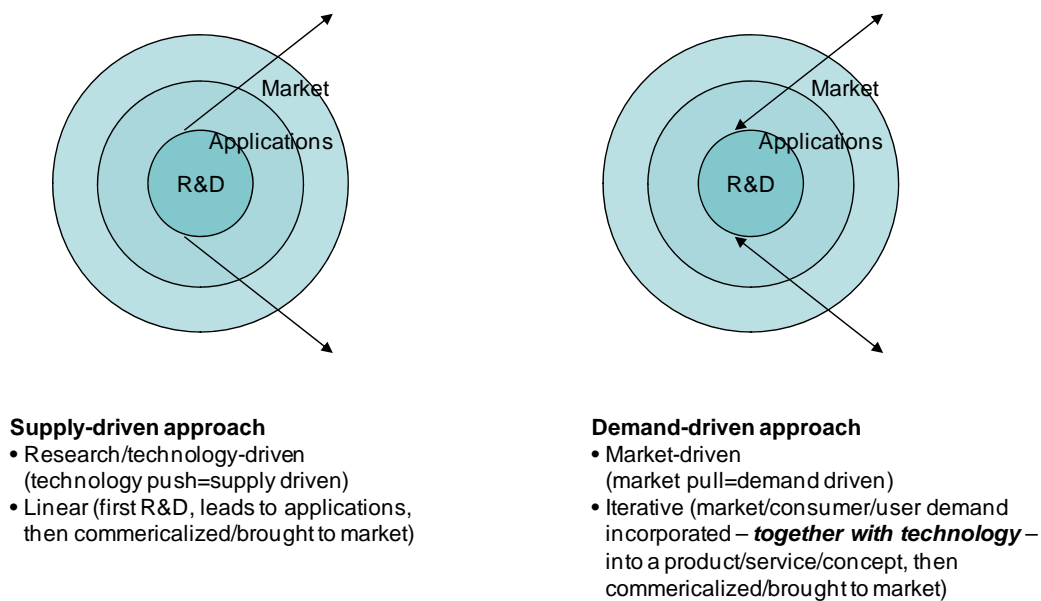 Market
Applications
R&D
Market
Applications
R&D
Supply-driven approach
• Research/technology-driven
(technology push=supply driven)
• Linear (first R&D, leads to applications,
then commericalized/brought to market)
Demand-driven approach
• Market-driven
(market pull=demand driven)
• Iterative (market/consumer/user demand
incorporated – together with technology –
into a product/service/concept, then
commericalized/brought to market)